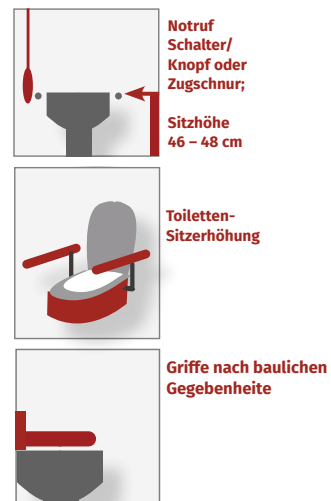 Notruf
Schalter/
Knopf oder
Zugschnur;
Sitzhöhe
46 – 48 cm
Toiletten-
Sitzerhöhung
Griffe nach baulichen
Gegebenheite